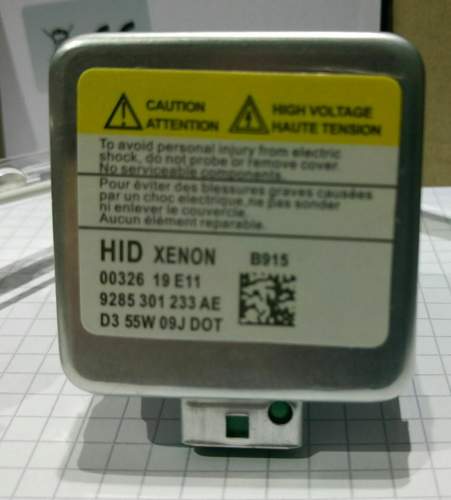 CAUTION
ATTENTION
HIGH VOLTAGE
HAUTE TENSION
To avoid personal injury from electric
shock, do not probe or remove cover.
No serviceable components.
Pour éviter des blessures graves causées
par un choc electrique,ne pas sonder
ni enlever le couvercle.
Aucun élément reparable.
HID XENON B915
00326 19 E11
9285 301 233 AE
D3 55W 09J DOT